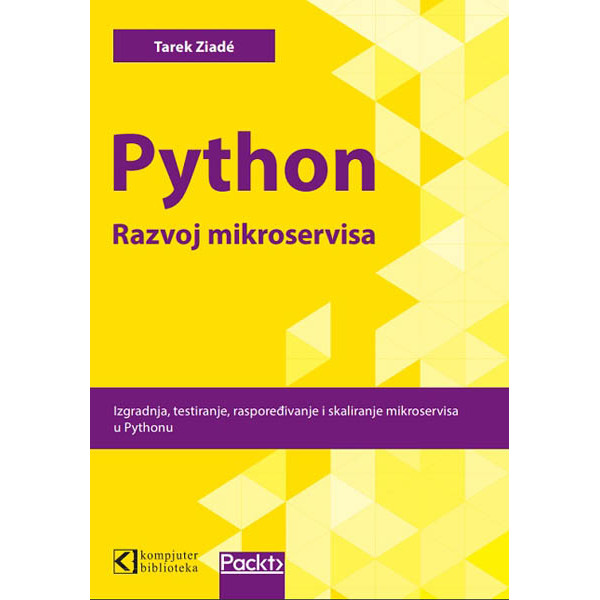 Tarek Ziadé
Python
Razvoj mikroservisa
Izgradnja, testiranje, raspoređivanje i skaliranje mikroservisa
u Pythonu
kompjuter
biblioteka
Packt>